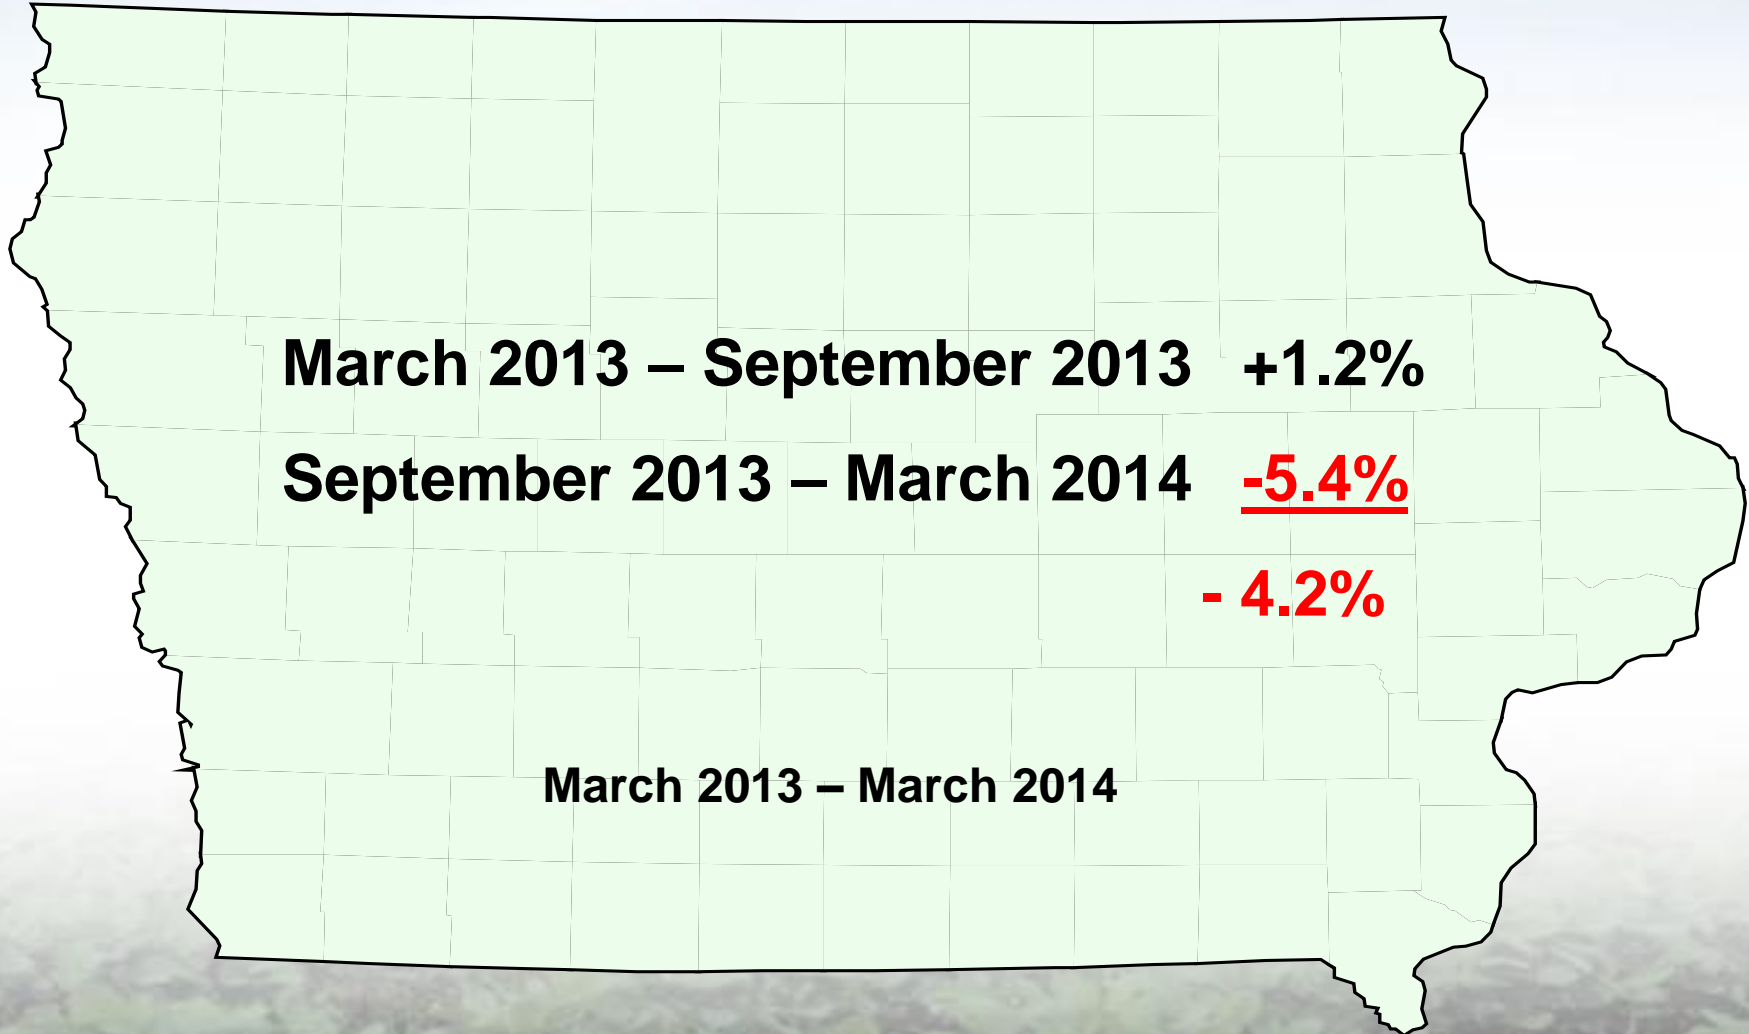 March 2013 – September 2013 +1.2%
September 2013 – March 2014 -5.4%
- 4.2%
March 2013 – March 2014